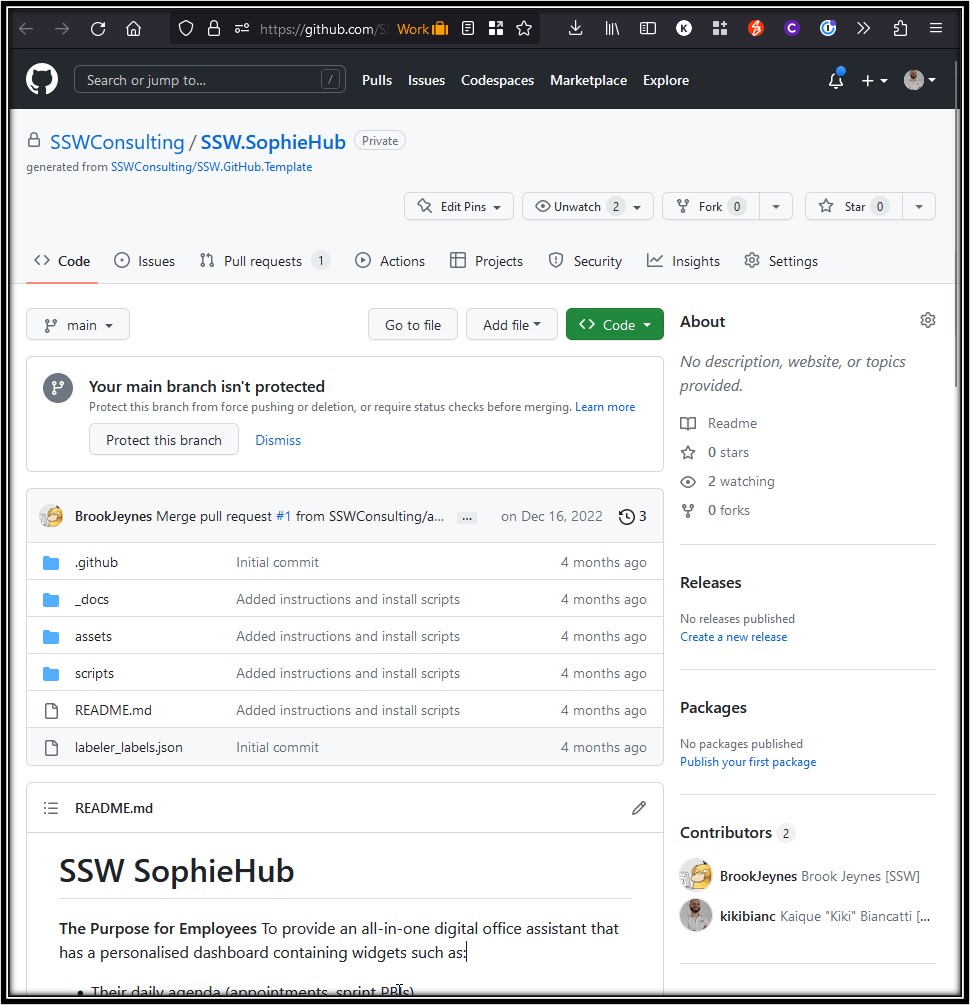 https://github.com/S Work
Search or jump to... /
Pulls Issues Codespaces Marketplace Explore
SSWConsulting / SSW.SophieHub Private
generated from SSWConsulting/SSW.GitHub.Template
Edit Pins Unwatch 2 Fork 0 Star 0
Code Issues Pull requests 1 Actions Projects Security Insights Settings
main Go to file Add file Code
Your main branch isn't protected
Protect this branch from force pushing or deletion, or require status checks before merging. Learn more
Protect this branch Dismiss
BrookJeynes Merge pull request #1 from SSWConsulting/a... ... on Dec 16, 2022 3
.github Initial commit 4 months ago
_docs Added instructions and install scripts 4 months ago
assets Added instructions and install scripts 4 months ago
scripts Added instructions and install scripts 4 months ago
README.md Added instructions and install scripts 4 months ago
labeler_labels.json Initial commit 4 months ago
README.md
SSW SophieHub
The Purpose for Employees To provide an all-in-one digital office assistant that
has a personalised dashboard containing widgets such as:
• Their daily agenda (appointments, sprint PBIs)
About
No description, website, or topics
provided.
Readme
0 stars
2 watching
0 forks
Releases
No releases published
Create a new release
Packages
No packages published
Publish your first package
Contributors 2
BrookJeynes Brook Jeynes [SSW]
kikibianc Kaique "Kiki" Biancatti [...